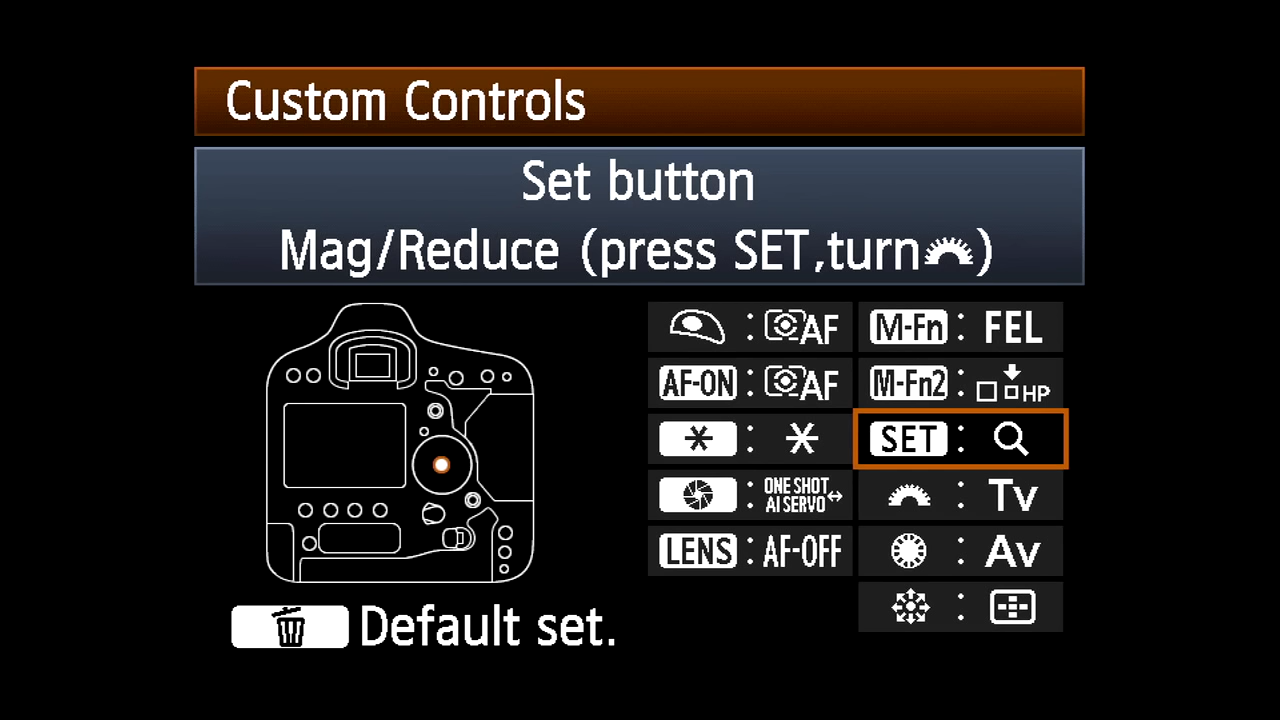 Custom Controls
Set button
Mag/Reduce (press SET,turn)
AF
M-Fn : FEL
AF-ON : AF
M-Fn2 : HP
SET :
ONE SHOT
AI SERVO
: Tv
LENS : AF-OFF
: Av
Default set.